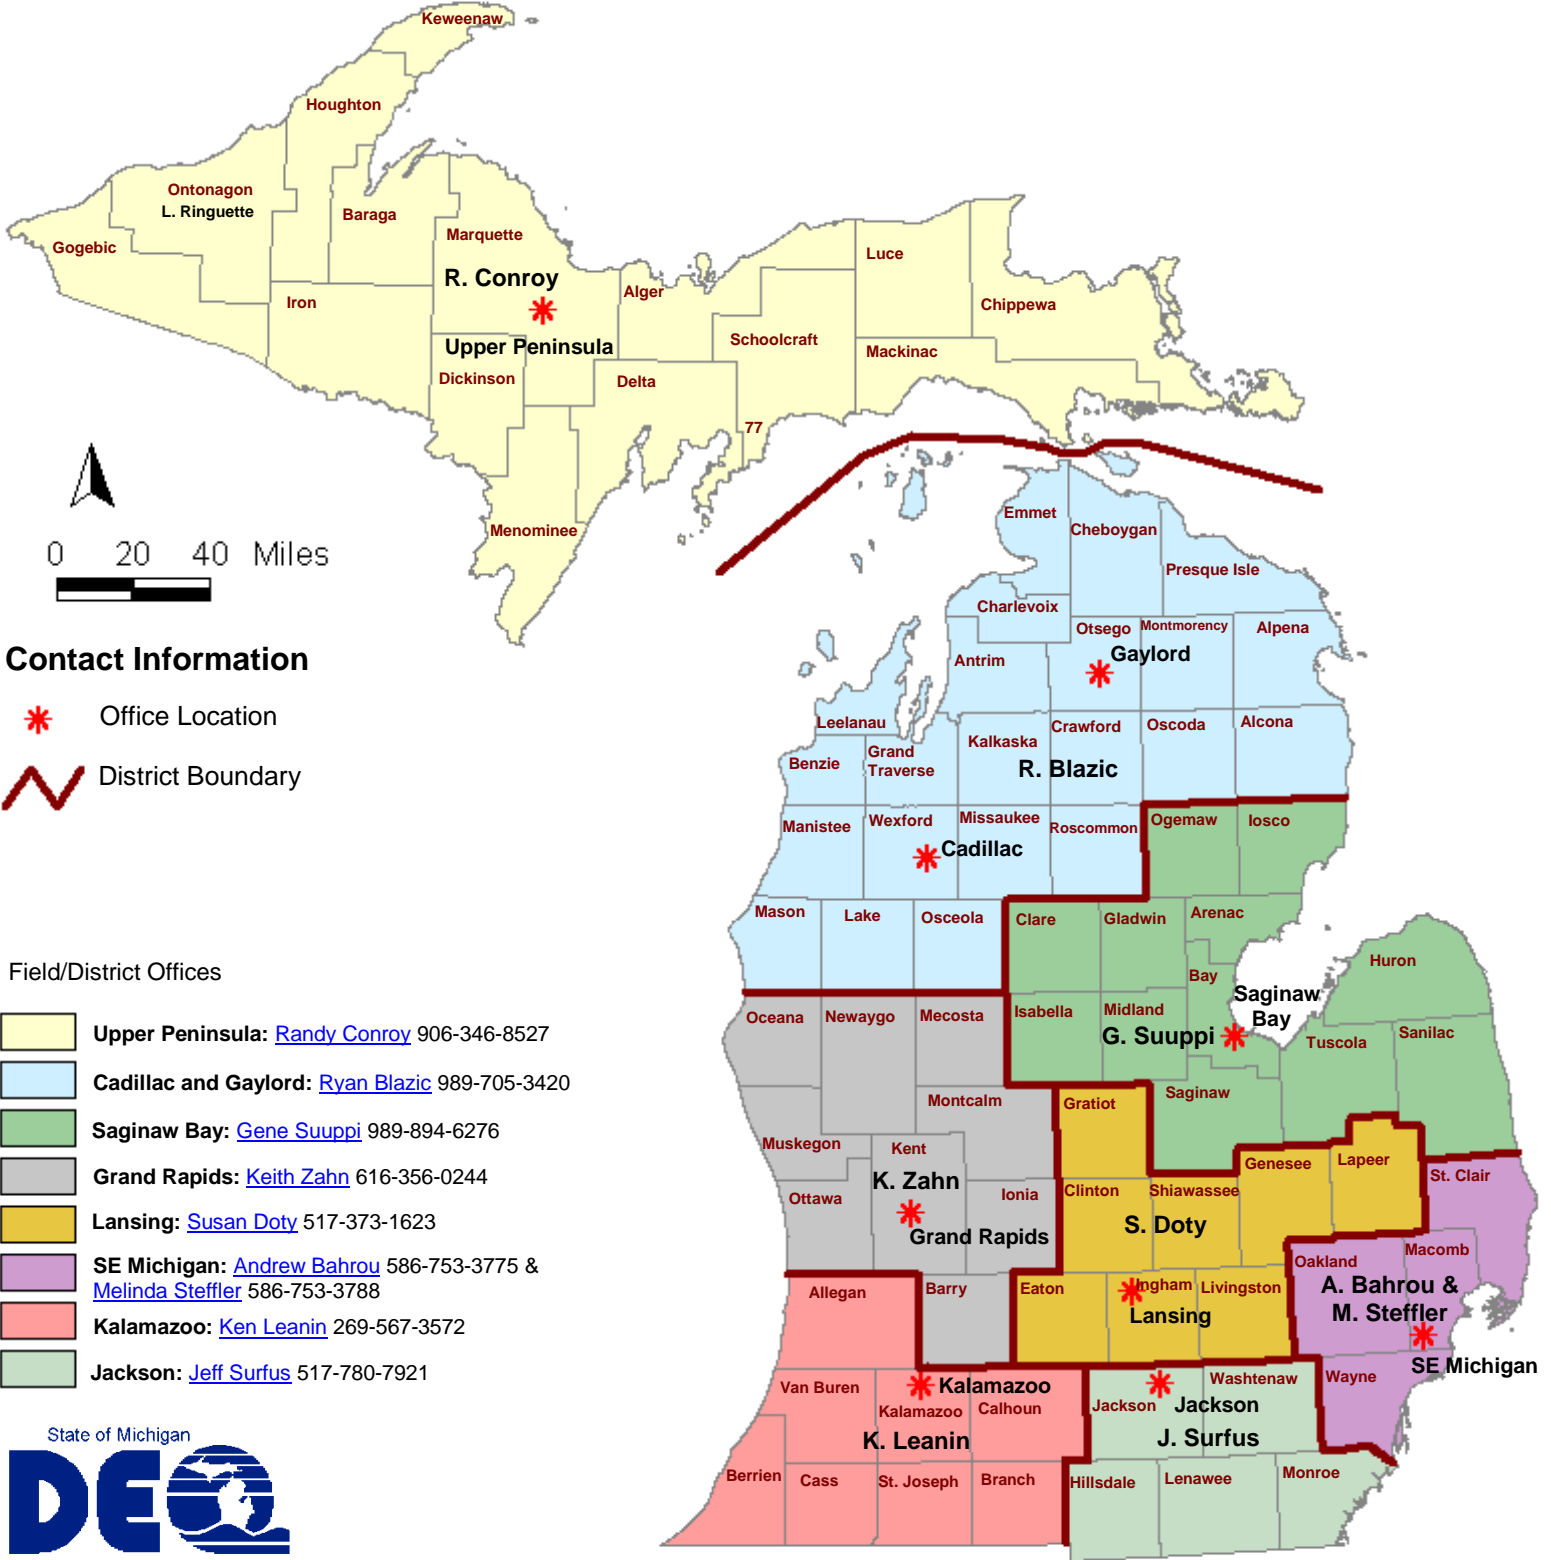 Keweenaw
Houghton
Ontonagon
L. Ringuette
Baraga
Gogebic
Marquette
R. Conroy
Iron
Alger
Luce
Chippewa
Upper Peninsula
Schoolcraft
Mackinac
Dickinson
Delta
77
Menominee
0 20 40 Miles
Emmet
Cheboygan
Presque Isle
Charlevoix
Otsego
Montmorency
Alpena
Gaylord
Antrim
Leelanau
Kalkaska
Crawford
Oscoda
Alcona
Benzie
Grand
Traverse
R. Blazic
Manistee
Wexford
Missaukee
Roscommon
Ogemaw
Iosco
Cadillac
Mason
Lake
Osceola
Clare
Gladwin
Arenac
Huron
Bay
Saginaw
Bay
Oceana
Newaygo
Mecosta
Isabella
Midland
G. Suuppi
Tuscola
Sanilac
Montcalm
Gratiot
Saginaw
Muskegon
Kent
Genesee
Lapeer
St. Clair
K. Zahn
Ottawa
Ionia
Clinton
Shiawassee
S. Doty
Grand Rapids
Oakland
Macomb
Allegan
Barry
Eaton
Ingham
Livingston
A. Bahrou &
M. Steffler
Lansing
SE Michigan
Van Buren
Kalamazoo
Kalamazoo
Calhoun
Jackson
Jackson
Washtenaw
Wayne
K. Leanin
J. Surfus
Berrien
Cass
St. Joseph
Branch
Hillsdale
Lenawee
Monroe
Contact Information
Office Location
District Boundary
Field/District Offices
Upper Peninsula: Randy Conroy 906-346-8527
Cadillac and Gaylord: Ryan Blazic 989-705-3420
Saginaw Bay: Gene Suuppi 989-894-6276
Grand Rapids: Keith Zahn 616-356-0244
Lansing: Susan Doty 517-373-1623
SE Michigan: Andrew Bahrou 586-753-3775 &
Melinda Steffler 586-753-3788
Kalamazoo: Ken Leanin 269-567-3572
Jackson: Jeff Surfus 517-780-7921
State of Michigan
DEQ